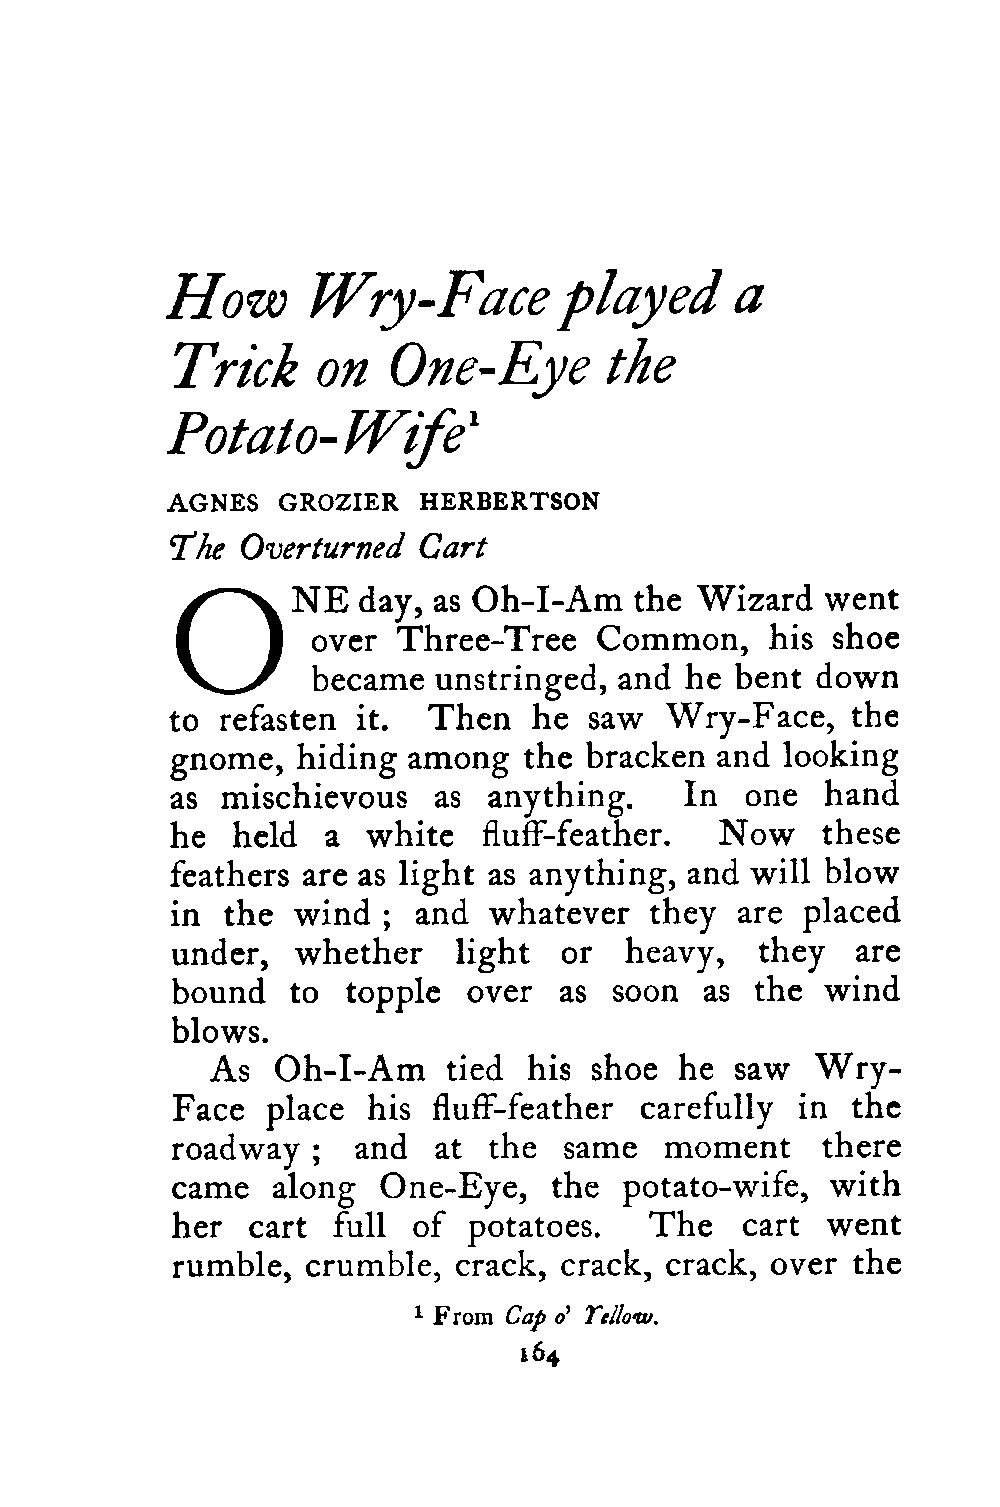 How Wry-Face played a
Trick on One-Eye the
Potato-Wife¹
AGNES GROZIER HERBERTSON
The Overturned Cart
ONE day, as Oh-I-Am the Wizard went
over Three-Tree Common, his shoe
became unstringed, and he bent down
to refasten it. Then he saw Wry-Face, the
gnome, hiding among the bracken and looking
as mischievous as anything. In one hand
he held a white fluff-feather. Now these
feathers are as light as anything, and will blow
in the wind ; and whatever they are placed
under, whether light or heavy, they are
bound to topple over as soon as the wind
blows.
As Oh-I-Am tied his shoe he saw Wry-
Face place his fluff-feather carefully in the
roadway ; and at the same moment there
came along One-Eye, the potato-wife, with
her cart full of potatoes. The cart went
rumble, crumble, crack, crack, crack, over the
¹ From Cap o' Yellow.
164